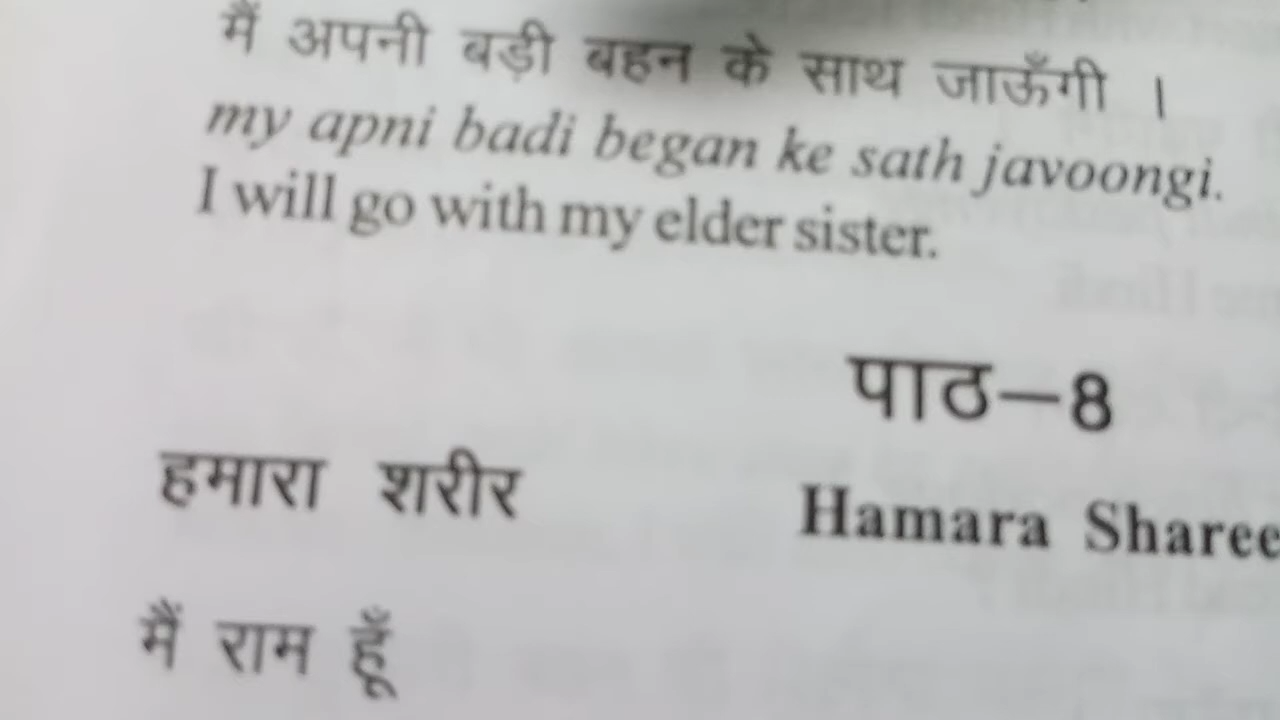 मैं अपनी बड़ी बहन के साथ जाऊँगी ।
my apni badi began ke sath javoongi.
I will go with my elder sister.
पाठ—8
हमारा शरीर Hamara Sharee
मैं राम हूँ